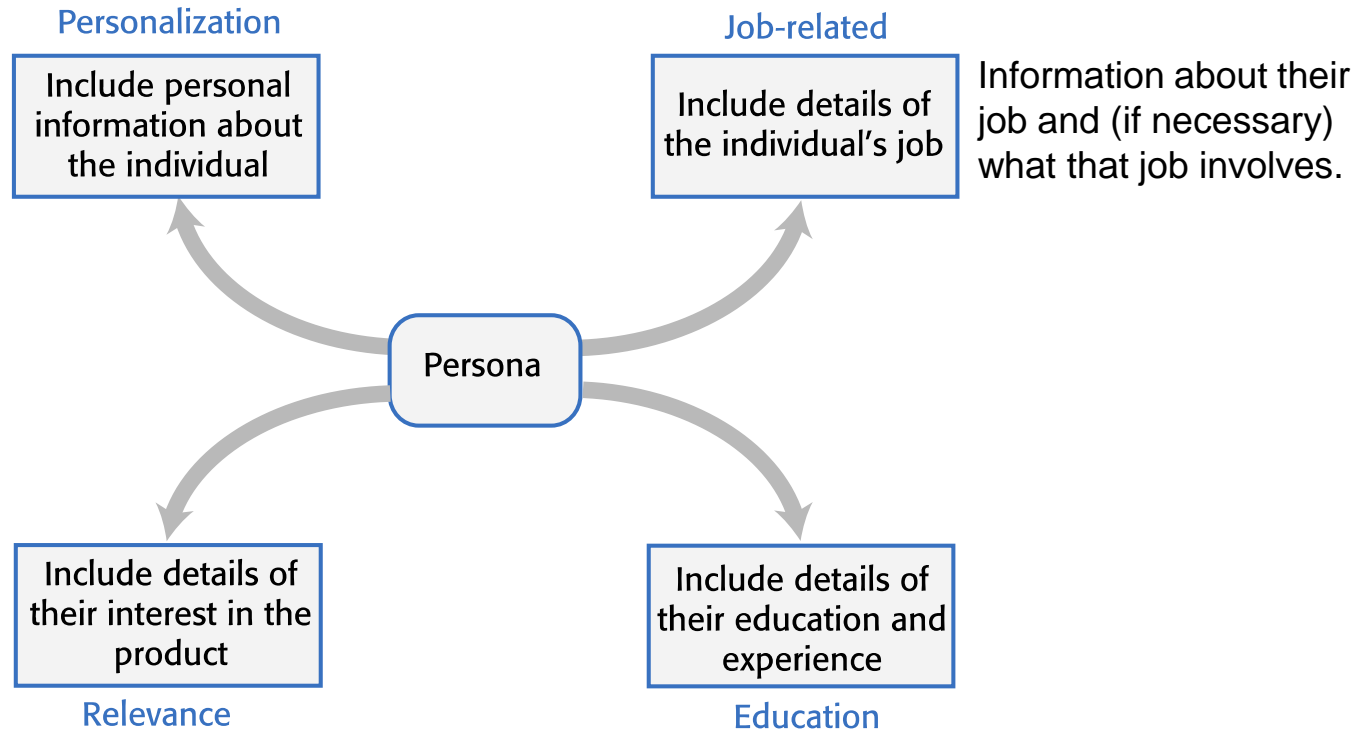 Personalization
Include personal
information about
the individual
Job-related
Include details of
the individual's job
Information about their
job and (if necessary)
what that job involves.
Persona
Include details of
their interest in the
product
Relevance
Include details of
their education and
experience
Education